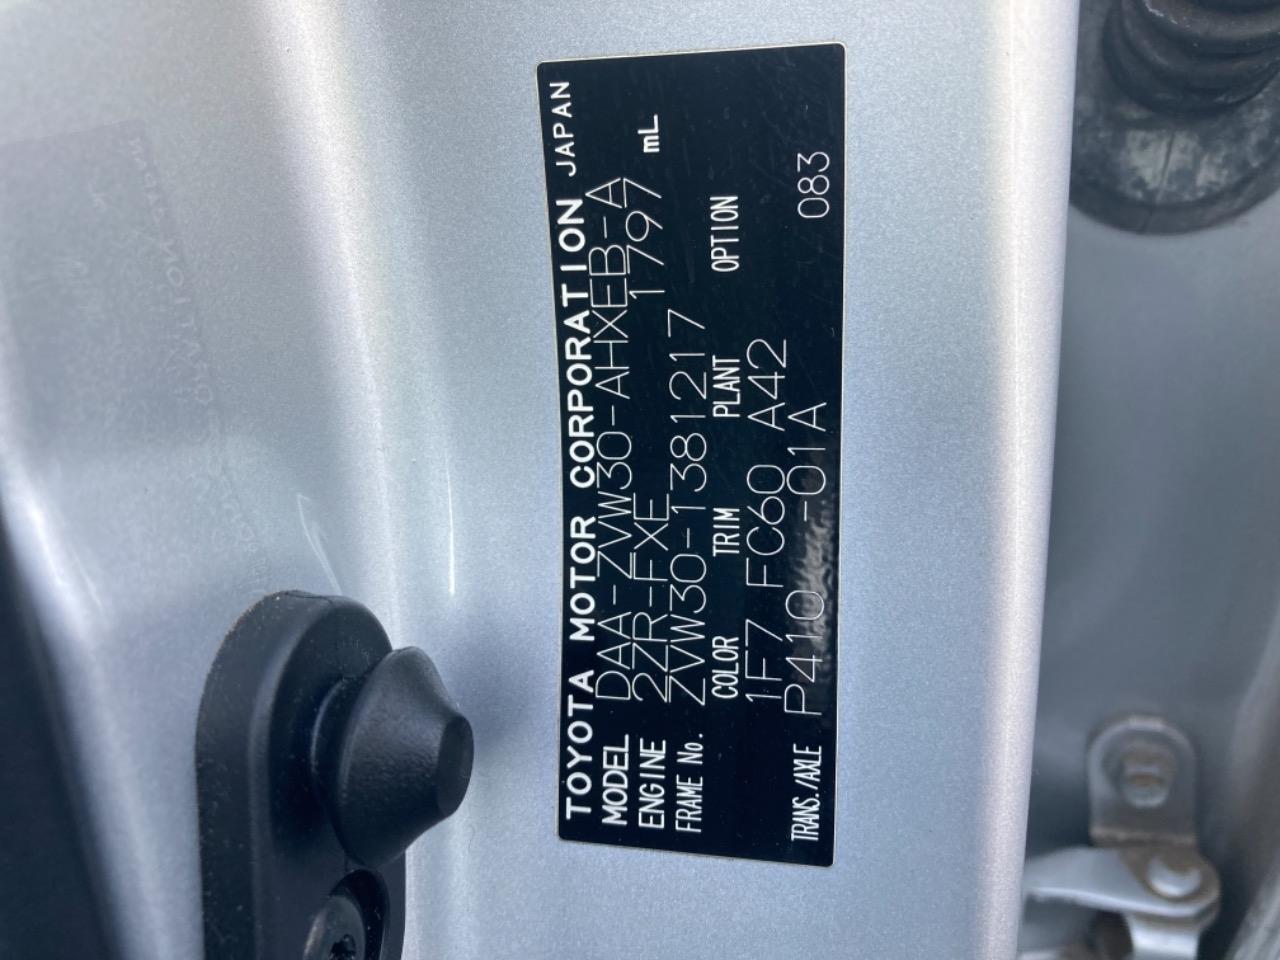 TOYOTA MOTOR CORPORATION JAPAN
MODEL DAA-ZVW30-AHXEB-A
ENGINE 2ZR-FXE 1797 mL
FRAME No. ZVW30-1381217
COLOR TRIM PLANT OPTION
1F7 FC60 A42
TRANS./AXLE P410 -01A 083